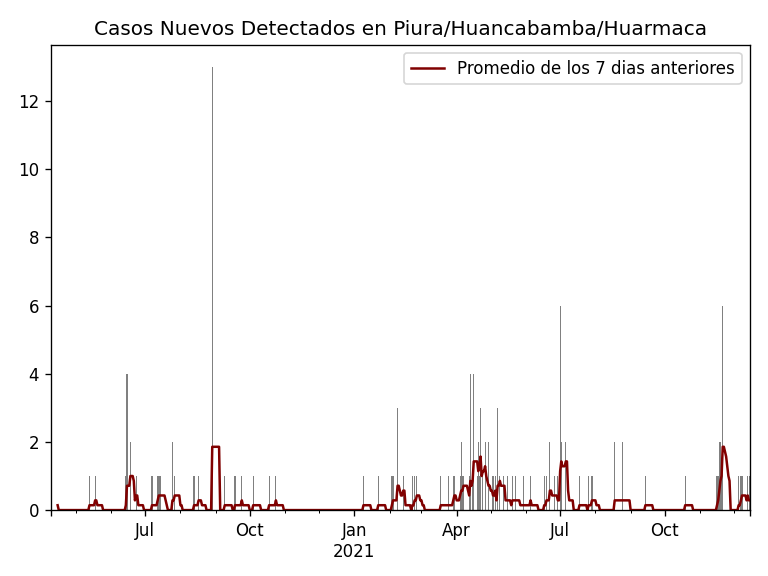 Casos Nuevos Detectados en Piura/Huancabamba/Huarmaca
Promedio de los 7 dias anteriores
12
10
8
6
4
2
0
Jul Oct Jan Apr Jul Oct
2021